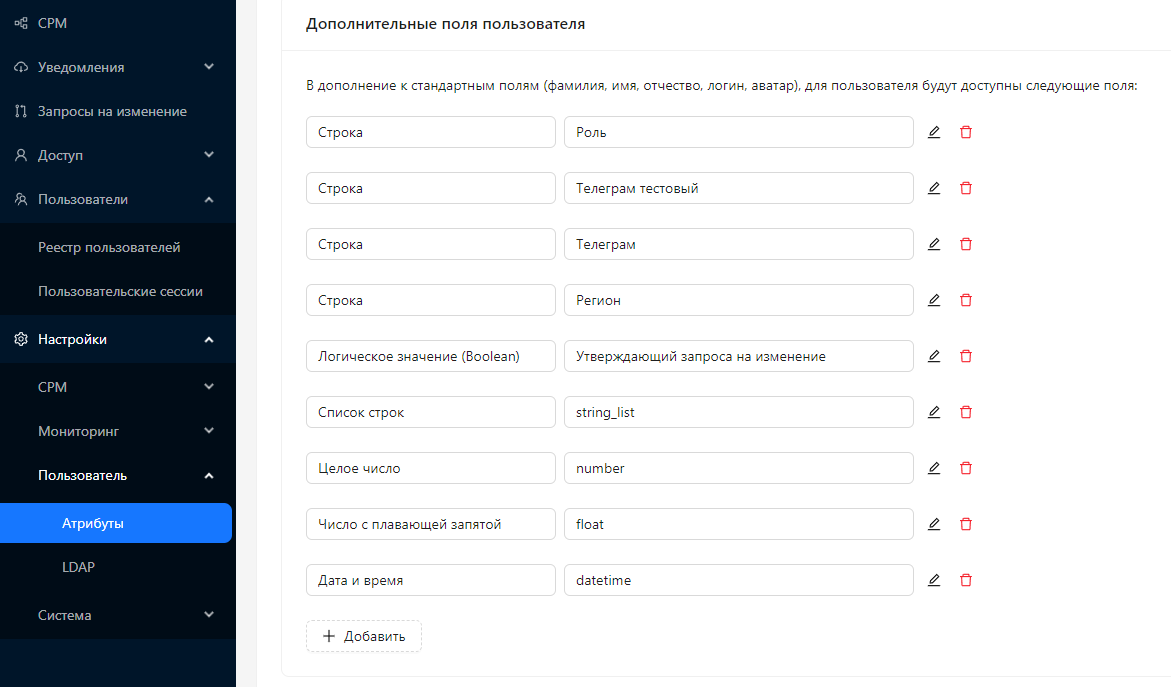 CPM
Уведомления
Запросы на изменение
Доступ
Пользователи
Реестр пользователей
Пользовательские сессии
Настройки
CPM
Мониторинг
Пользователь
Атрибуты
LDAP
Система
Дополнительные поля пользователя
В дополнение к стандартным полям (фамилия, имя, отчество, логин, аватар), для пользователя будут доступны следующие поля:
Строка Роль
Строка Телеграм тестовый
Строка Телеграм
Строка Регион
Логическое значение (Boolean) Утверждающий запроса на изменение
Список строк string_list
Целое число number
Число с плавающей запятой float
Дата и время datetime
Добавить